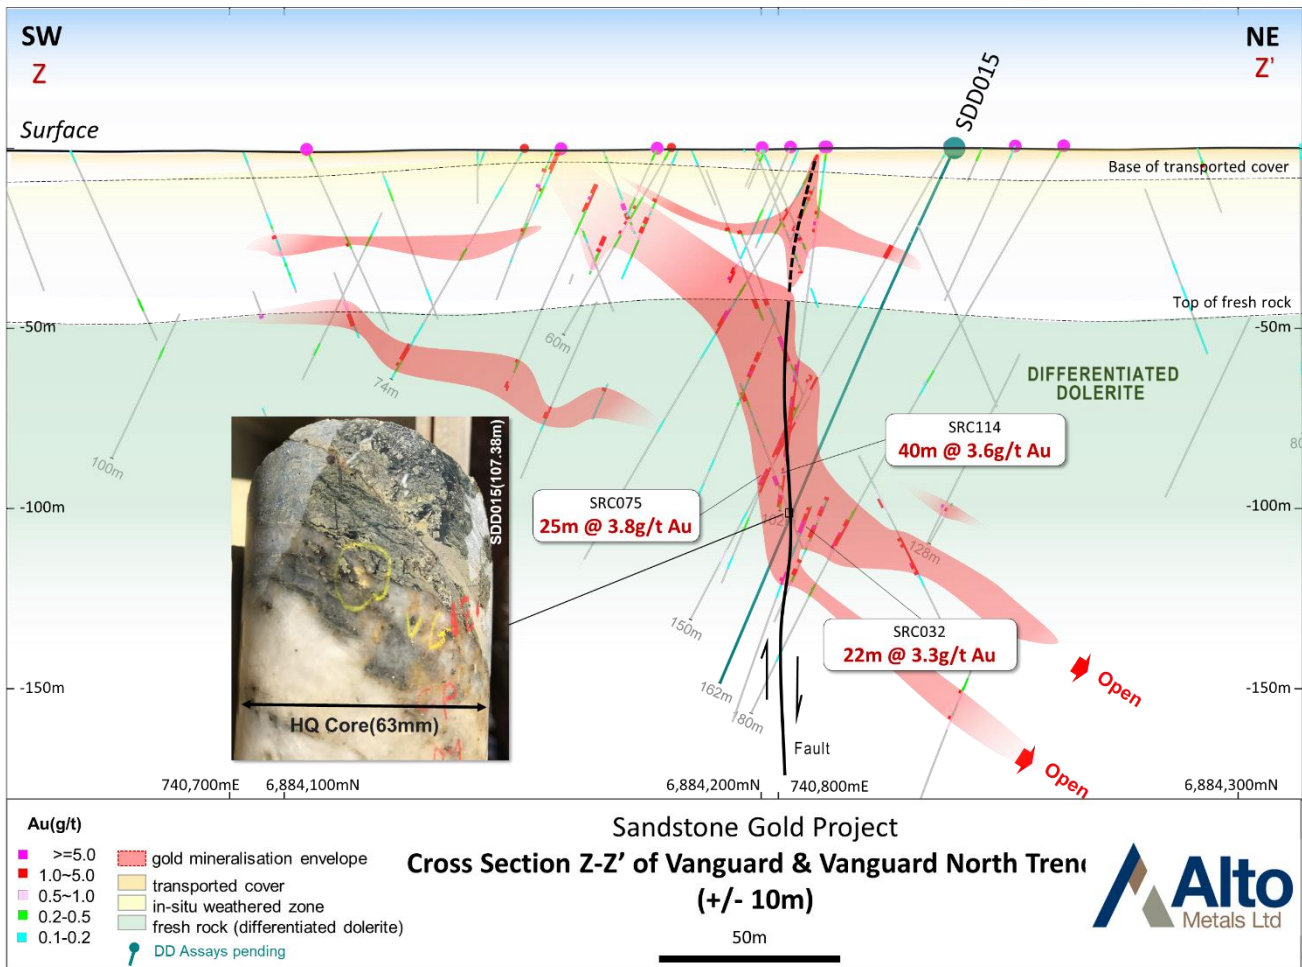 SW
Z
NE
Z'
Surface
SDD015
Base of transported cover
Top of fresh rock
-50m
-50m
60m
74m
100m
DIFFERENTIATED
DOLERITE
SRC114
40m @ 3.6g/t Au
SRC075
25m @ 3.8g/t Au
-100m
-100m
128m
SDD015(107.38m)
VG
HQ Core(63mm)
150m
SRC032
22m @ 3.3g/t Au
162m
180m
-150m
-150m
Open
Open
Fault
740,700mE
6,884,100mN
6,884,200mN
740,800mE
6,884,300mN
Au(g/t)
>=5.0
1.0~5.0
0.5~1.0
0.2-0.5
0.1-0.2
gold mineralisation envelope
transported cover
in-situ weathered zone
fresh rock (differentiated dolerite)
DD Assays pending
Sandstone Gold Project
Cross Section Z-Z' of Vanguard & Vanguard North Tren
(+/- 10m)
50m
Alto
Metals Ltd